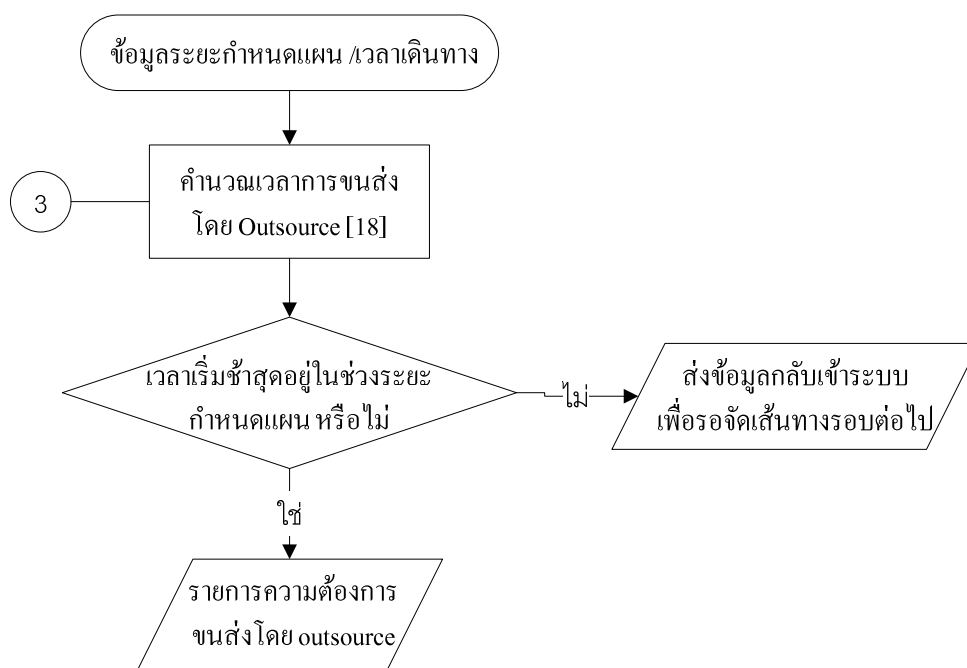 ข้อมูลระยะกำหนดแผน /เวลาเดินทาง
3
คำนวณเวลาการขนส่ง
โดย Outsource [18]
เวลาเริ่มช้าสุดอยู่ในช่วงระยะ
กำหนดแผน หรือไม่
ไม่
ส่งข้อมูลกลับเข้าระบบ
เพื่อรอจัดเส้นทางรอบต่อไป
ใช่
รายการความต้องการ
ขนส่งโดย outsource